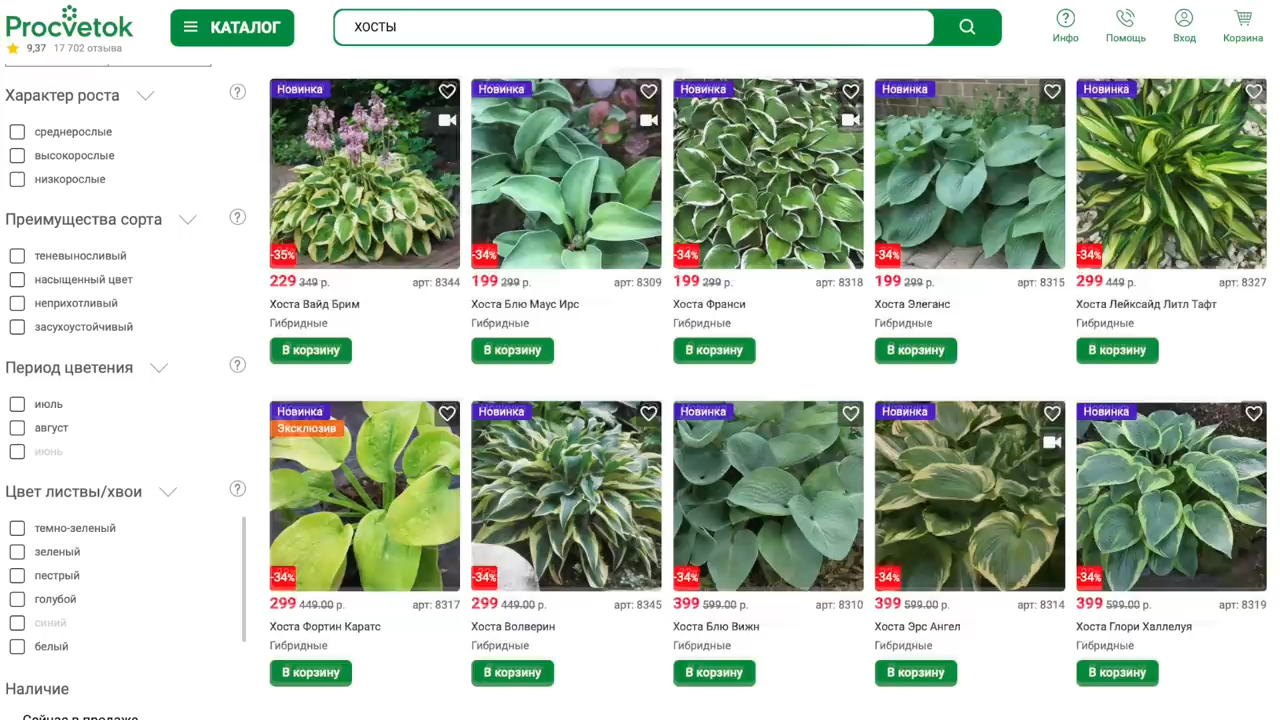 Procvetok
9,37 17 702 отзыва
КАТАЛОГ
ХОСТЫ
Инфо
Помощь
Вход
Корзина
Характер роста
?
среднерослые
высокорослые
низкорослые
Преимущества сорта
?
теневыносливый
насыщенный цвет
неприхотливый
засухоустойчивый
Период цветения
?
июль
август
июнь
Цвет листвы/хвои
?
темно-зеленый
зеленый
пестрый
голубой
синий
белый
Наличие
Сейчас в продаже
Новинка
-35%
229 349 р. арт: 8344
Хоста Вайд Брим
Гибридные
В корзину
Новинка
-34%
199 299 р. арт: 8309
Хоста Блю Маус Ирс
Гибридные
В корзину
Новинка
-34%
199 299 р. арт: 8318
Хоста Франси
Гибридные
В корзину
Новинка
-34%
199 299 р. арт: 8315
Хоста Элеганс
Гибридные
В корзину
Новинка
-34%
299 449 р. арт: 8327
Хоста Лейксайд Литл Тафт
Гибридные
В корзину
Новинка
Эксклюзив
-34%
299 449.00 р. арт: 8317
Хоста Фортин Каратс
Гибридные
В корзину
Новинка
-34%
299 449.00 р. арт: 8345
Хоста Волверин
Гибридные
В корзину
Новинка
-34%
399 599.00 р. арт: 8310
Хоста Блю Вижн
Гибридные
В корзину
Новинка
-34%
399 599.00 р. арт: 8314
Хоста Эрс Ангел
Гибридные
В корзину
Новинка
-34%
399 599.00 р. арт: 8319
Хоста Глори Халлелуя
Гибридные
В корзину